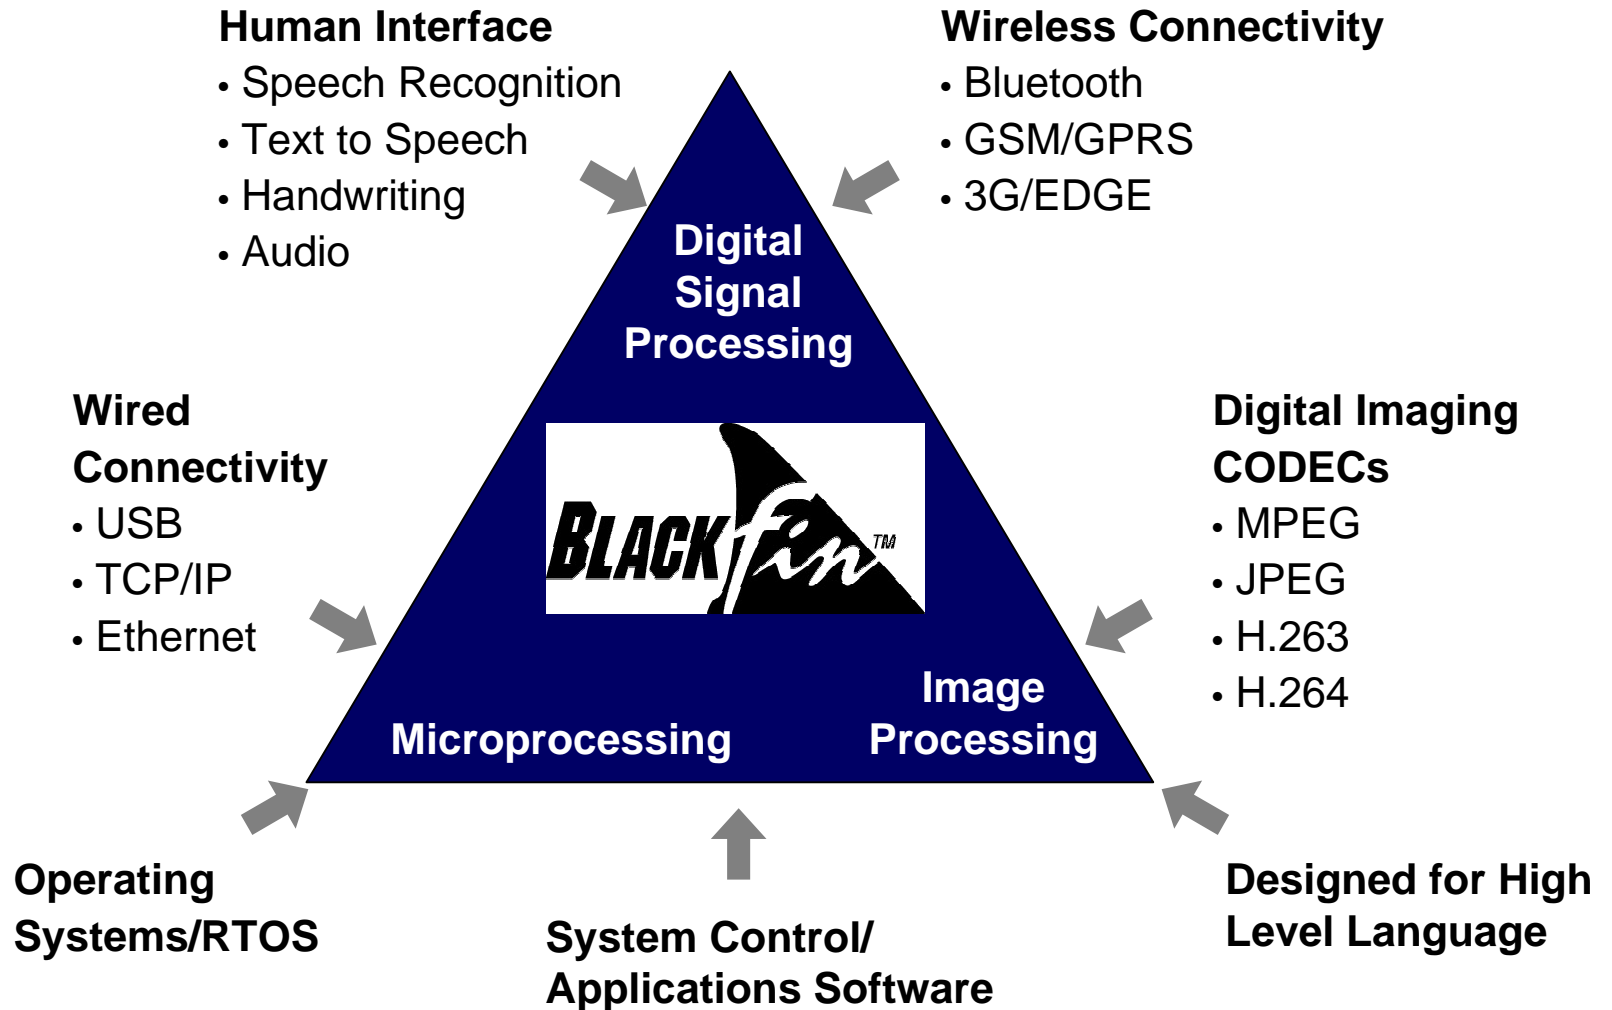 Human Interface
• Speech Recognition
• Text to Speech
• Handwriting
• Audio
Wireless Connectivity
• Bluetooth
• GSM/GPRS
• 3G/EDGE
Digital
Signal
Processing
Wired
Connectivity
• USB
• TCP/IP
• Ethernet
BLACKfin™
Digital Imaging
CODECs
• MPEG
• JPEG
• H.263
• H.264
Microprocessing
Image
Processing
Operating
Systems/RTOS
System Control/
Applications Software
Designed for High
Level Language